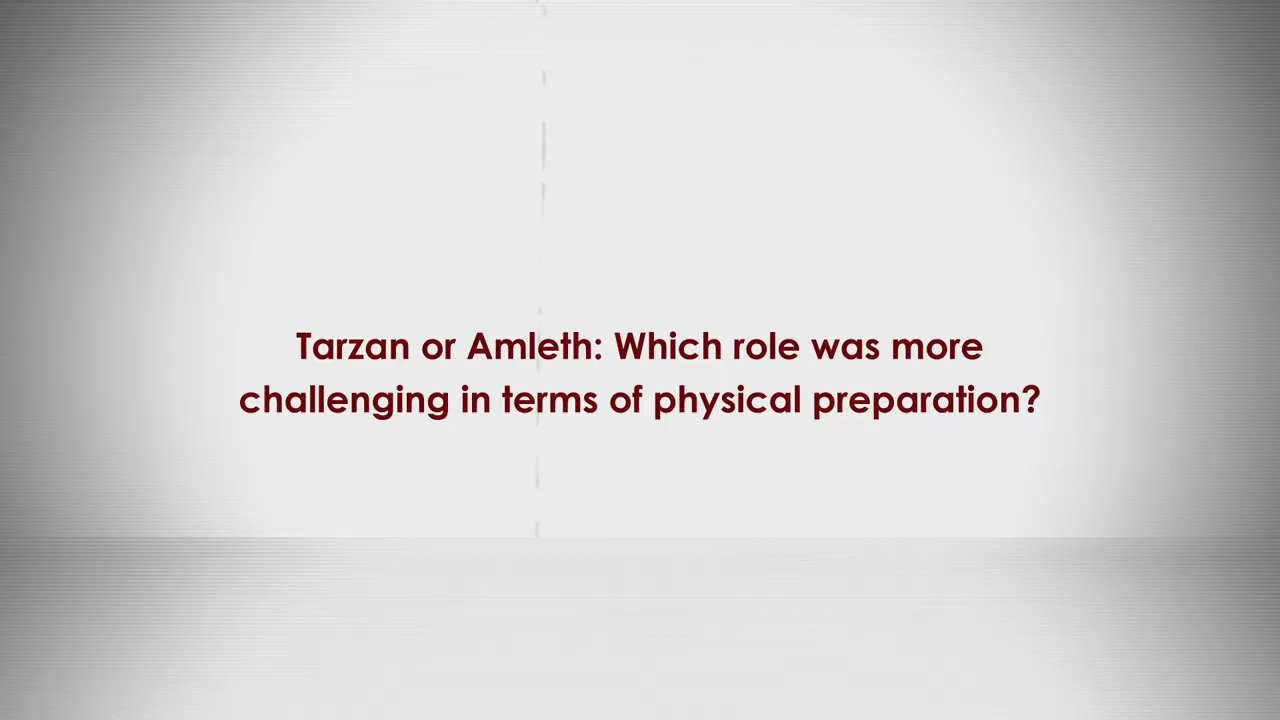 Tarzan or Amleth: Which role was more
challenging in terms of physical preparation?